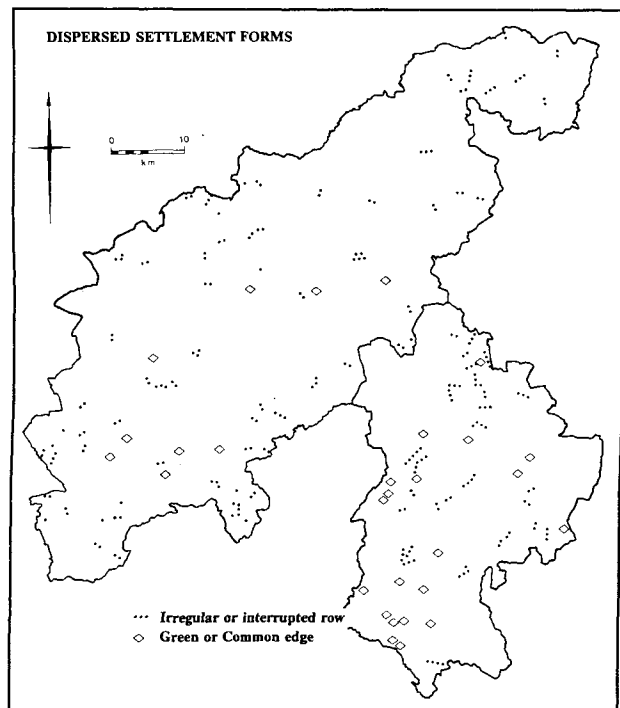 DISPERSED SETTLEMENT FORMS
0 10
km
Irregular or interrupted row
Green or Common edge